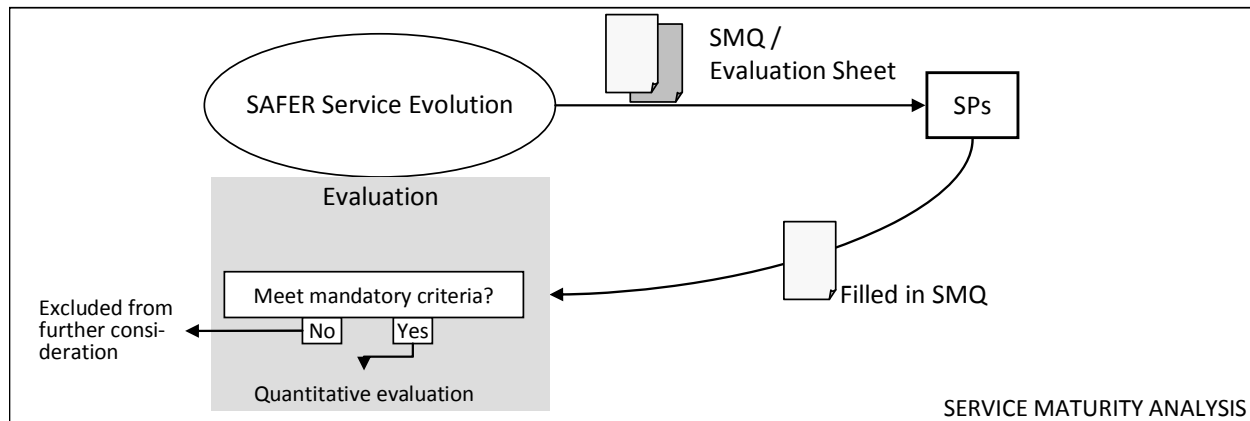 SMQ /
Evaluation Sheet
SAFER Service Evolution
SPs
Evaluation
Meet mandatory criteria?
Filled in SMQ
Excluded from
further consi-
deration
No
Yes
Quantitative evaluation
SERVICE MATURITY ANALYSIS